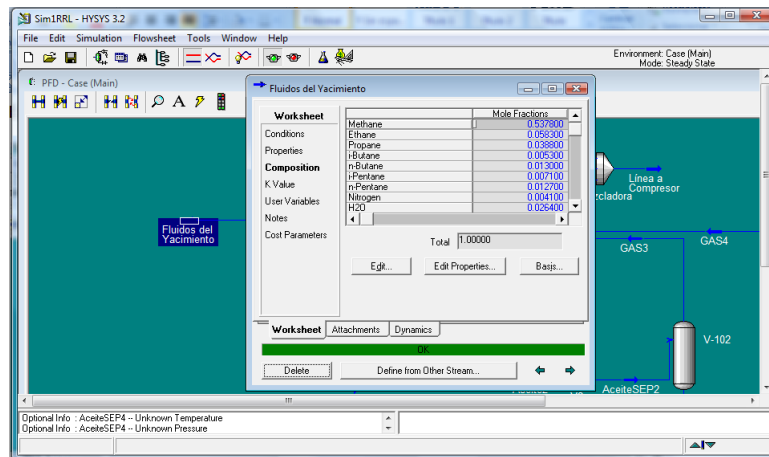 Sim1RRL - HYSYS 3.2
File Edit Simulation Flowsheet Tools Window Help
Environment: Case (Main)
Mode: Steady State
PFD - Case (Main)
Fluidos del Yacimiento
Worksheet
Conditions
Properties
Composition
K Value
User Variables
Notes
Cost Parameters
Mole Fractions
Methane 0.537800
Ethane 0.058300
Propane 0.038800
i-Butane 0.005300
n-Butane 0.013000
i-Pentane 0.007100
n-Pentane 0.012700
Nitrogen 0.004100
H2O 0.026400
Total 1.00000
Edit... Edit Properties... Basis...
Worksheet Attachments Dynamics
OK
Delete Define from Other Stream...
Fluidos del
Yacimiento
Línea a
Compresor
zcladora
GAS3 GAS4
V-102
AceiteSEP2
Optional Info : AceiteSEP4 -- Unknown Temperature
Optional Info : AceiteSEP4 -- Unknown Pressure